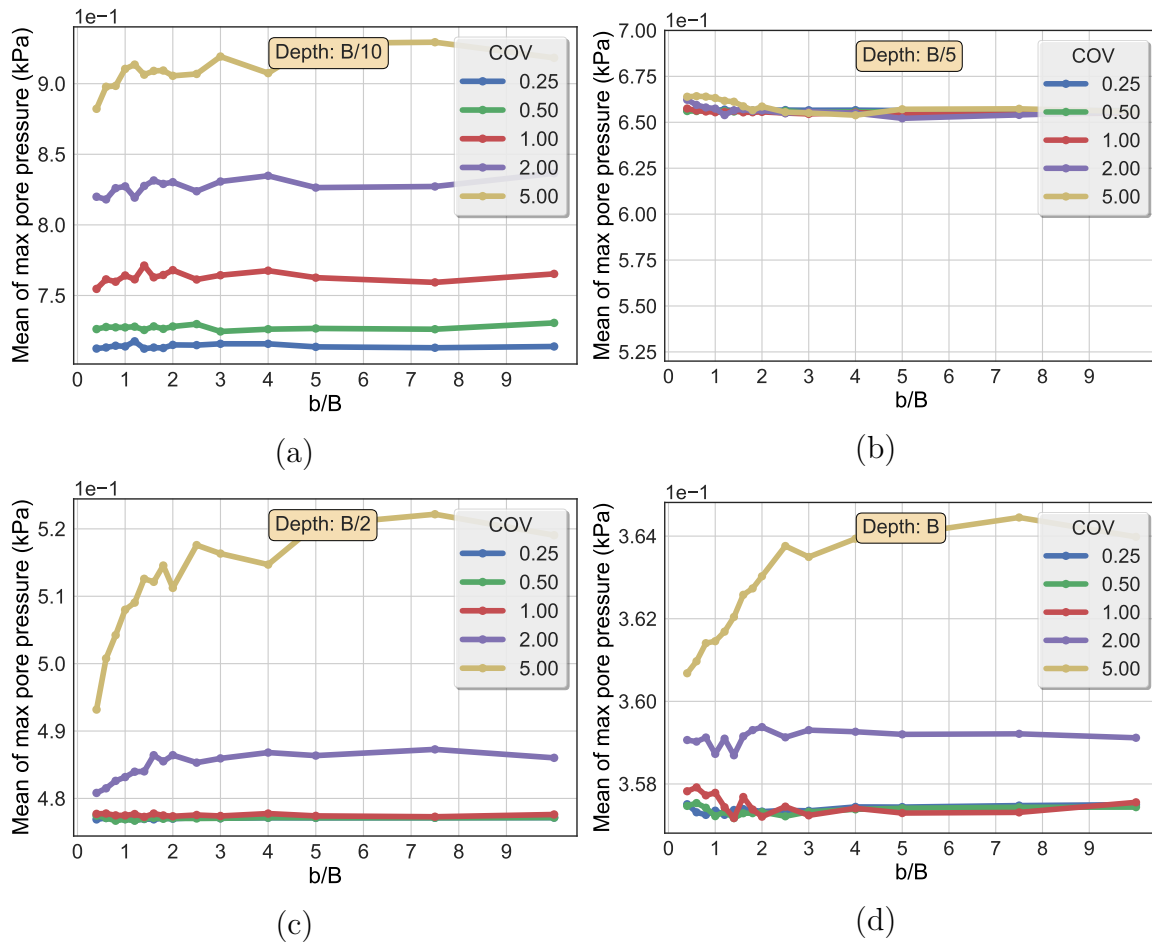 1e−1
Mean of max pore pressure (kPa)
Depth: B/10
COV
0.25
0.50
1.00
2.00
5.00
9.0
8.5
8.0
7.5
0 1 2 3 4 5 6 7 8 9
b/B
(a)
1e−1
Mean of max pore pressure (kPa)
Depth: B/5
COV
0.25
0.50
1.00
2.00
5.00
7.00
6.75
6.50
6.25
6.00
5.75
5.50
5.25
0 1 2 3 4 5 6 7 8 9
b/B
(b)
1e−1
Mean of max pore pressure (kPa)
Depth: B/2
COV
0.25
0.50
1.00
2.00
5.00
5.2
5.1
5.0
4.9
4.8
0 1 2 3 4 5 6 7 8 9
b/B
(c)
1e−1
Mean of max pore pressure (kPa)
Depth: B
COV
0.25
0.50
1.00
2.00
5.00
3.64
3.62
3.60
3.58
0 1 2 3 4 5 6 7 8 9
b/B
(d)